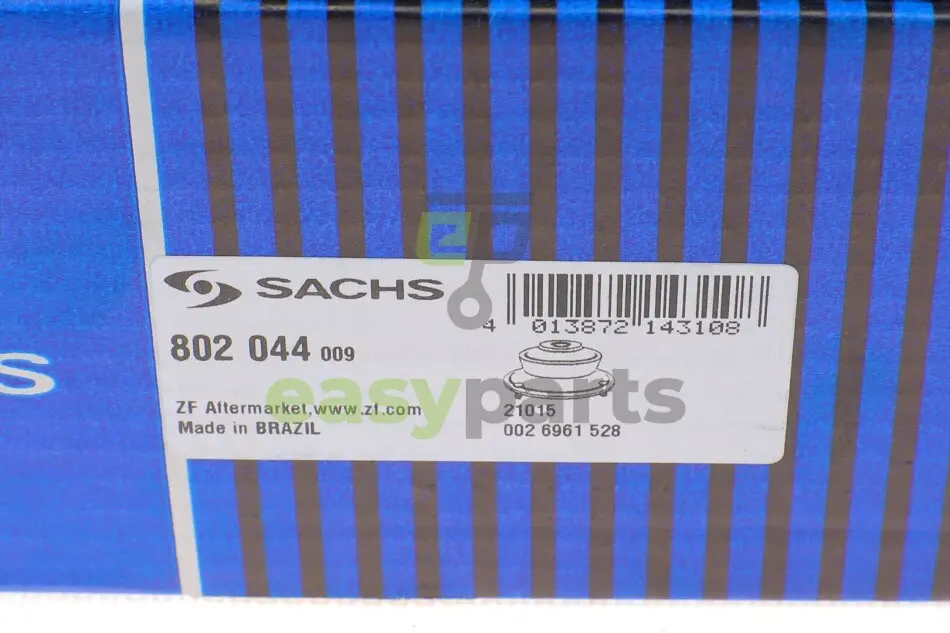 SACHS
4 013872 143108
802 044 009
ZF Aftermarket,www.zf.com
Made in BRAZIL
21015
002 6961 528
easyparts
S